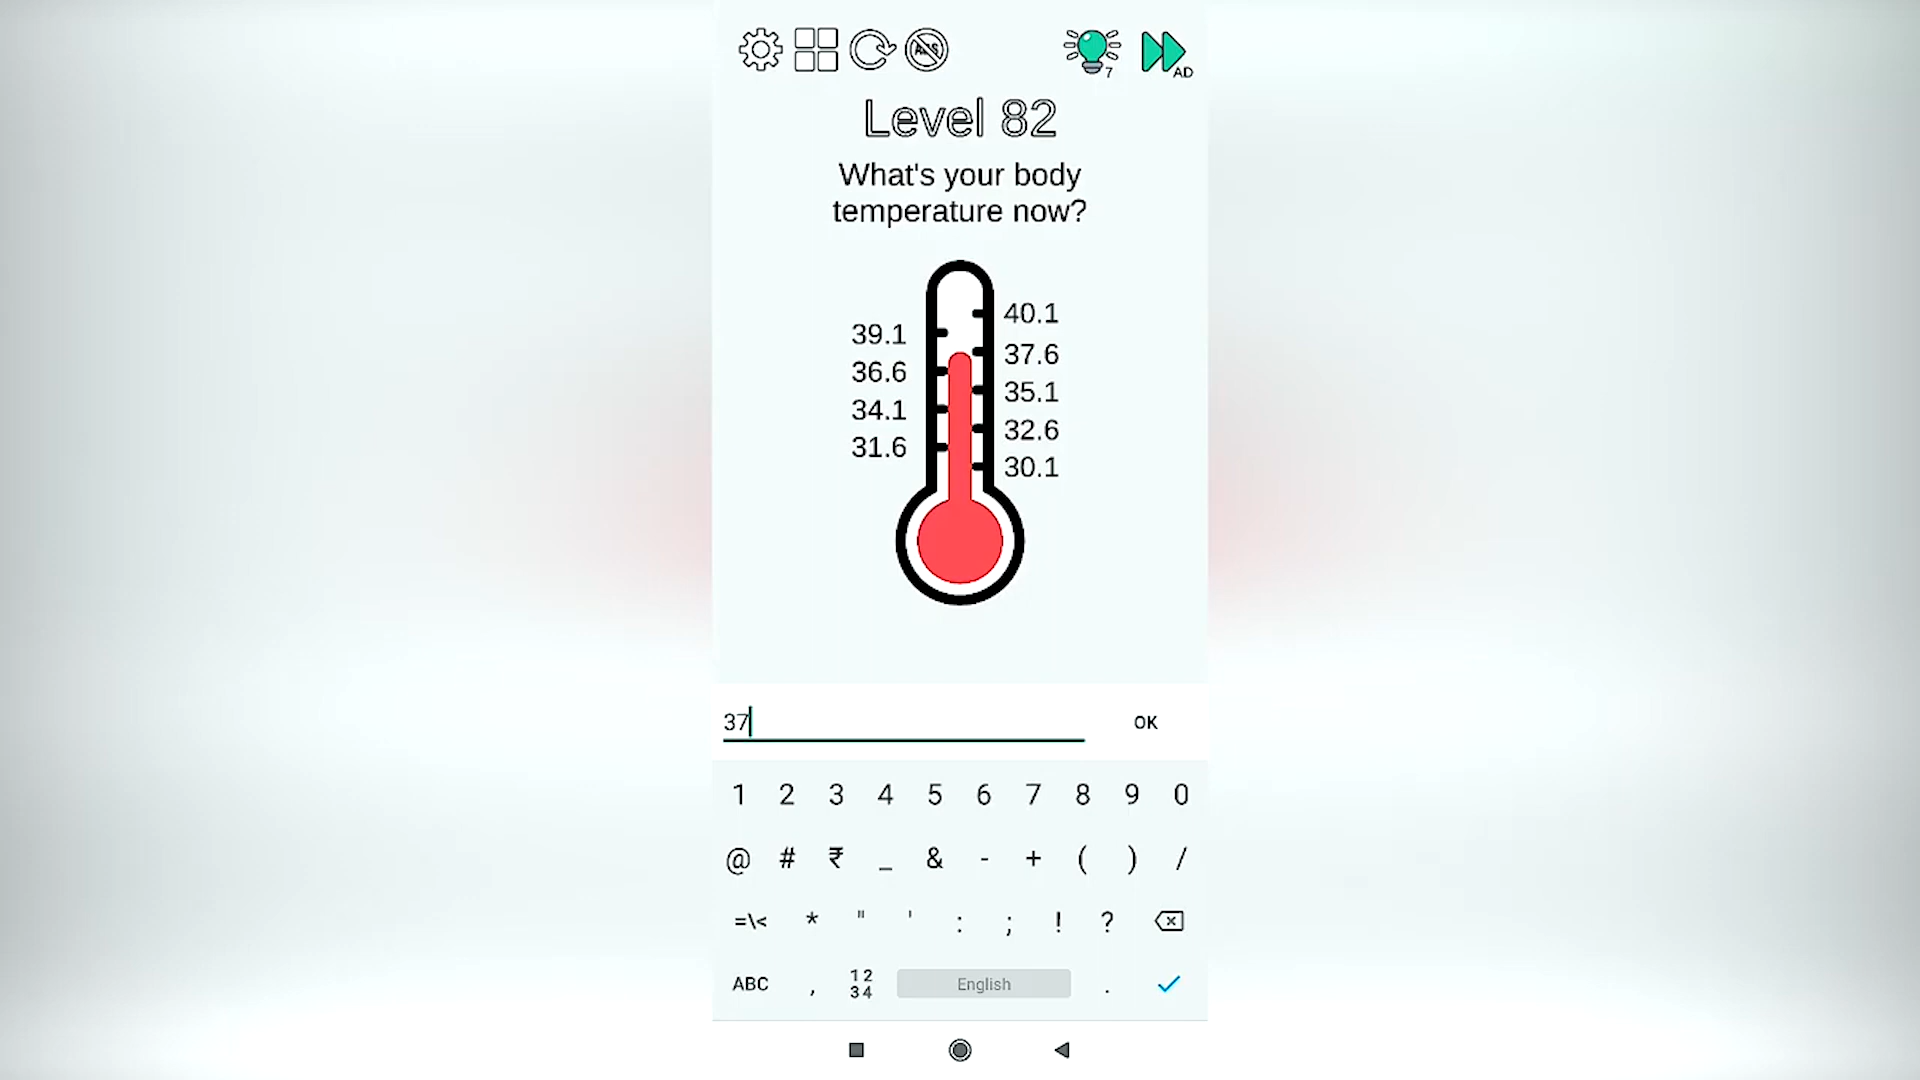 ADS
7
AD
Level 82
What's your body
temperature now?
40.1
39.1
37.6
36.6
35.1
34.1
32.6
31.6
30.1
37
OK
1 2 3 4 5 6 7 8 9 0
@ # ₹ _ & - + ( ) /
=\< * " ' : ; ! ?
ABC , 12 34 English .